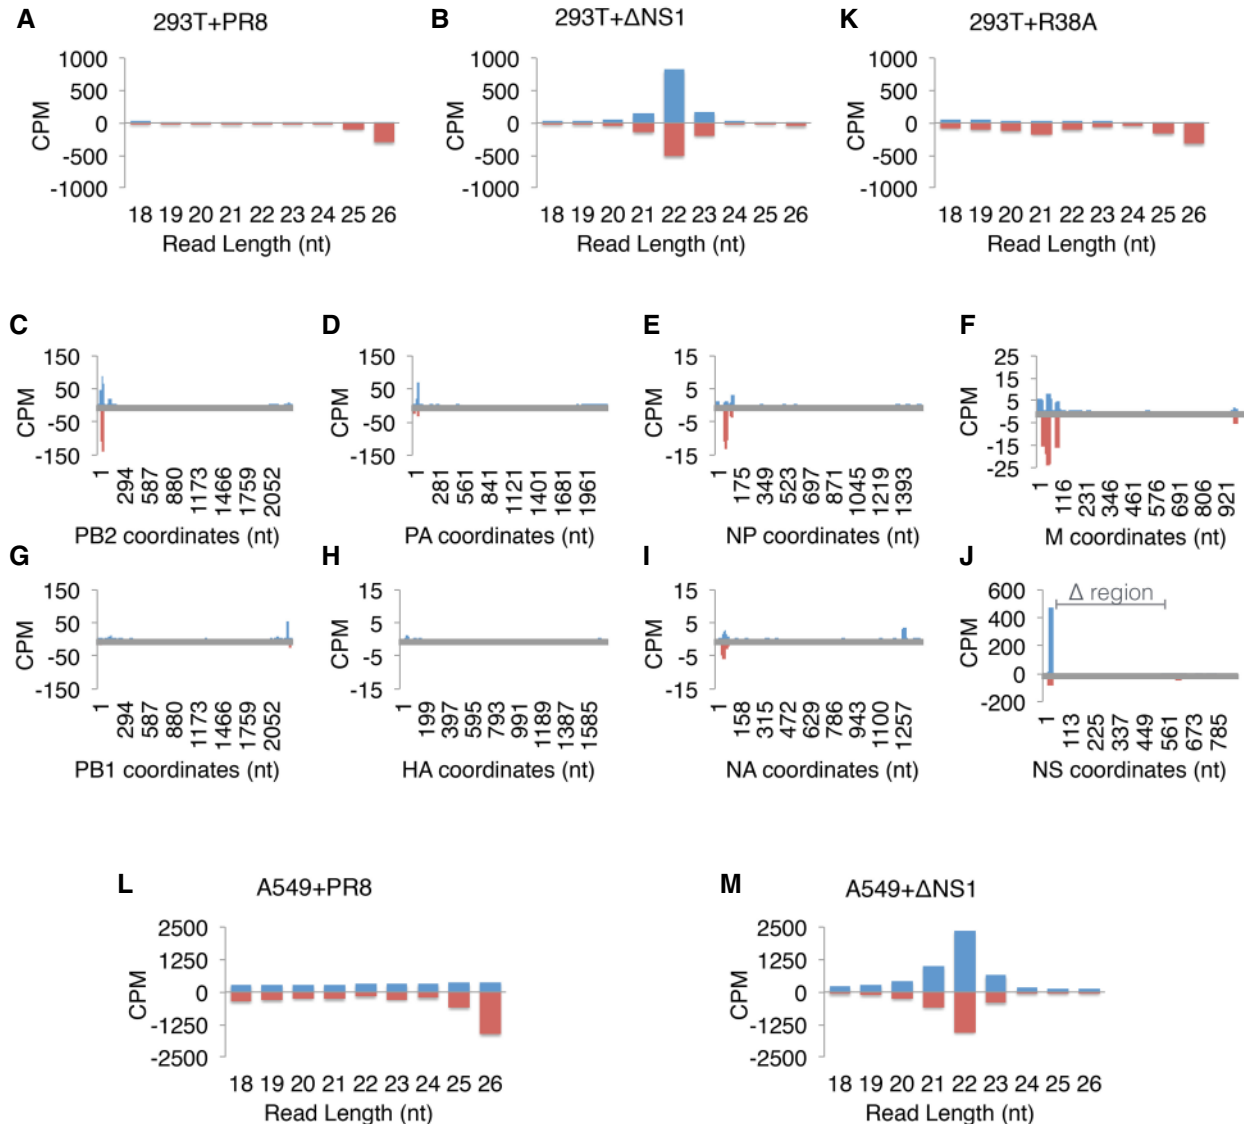 A
293T+PR8
1000
500
0
-500
-1000
CPM
18 19 20 21 22 23 24 25 26
Read Length (nt)
B
293T+ΔNS1
1000
500
0
-500
-1000
CPM
18 19 20 21 22 23 24 25 26
Read Length (nt)
K
293T+R38A
1000
500
0
-500
-1000
CPM
18 19 20 21 22 23 24 25 26
Read Length (nt)
C
150
50
-50
-150
CPM
1 294 587 880 1173 1466 1759 2052
PB2 coordinates (nt)
D
150
50
-50
-150
CPM
1 281 561 841 1121 1401 1681 1961
PA coordinates (nt)
E
15
5
-5
-15
CPM
1 175 349 523 697 871 1045 1219 1393
NP coordinates (nt)
F
25
15
5
-5
-15
-25
CPM
1 116 231 346 461 576 691 806 921
M coordinates (nt)
G
150
50
-50
-150
CPM
1 294 587 880 1173 1466 1759 2052
PB1 coordinates (nt)
H
15
5
-5
-15
CPM
1 199 397 595 793 991 1189 1387 1585
HA coordinates (nt)
I
15
5
-5
-15
CPM
1 158 315 472 629 786 943 1100 1257
NA coordinates (nt)
J
600
400
200
0
-200
CPM
Δ region
1 113 225 337 449 561 673 785
NS coordinates (nt)
L
A549+PR8
2500
1250
0
-1250
-2500
CPM
18 19 20 21 22 23 24 25 26
Read Length (nt)
M
A549+ΔNS1
2500
1250
0
-1250
-2500
CPM
18 19 20 21 22 23 24 25 26
Read Length (nt)